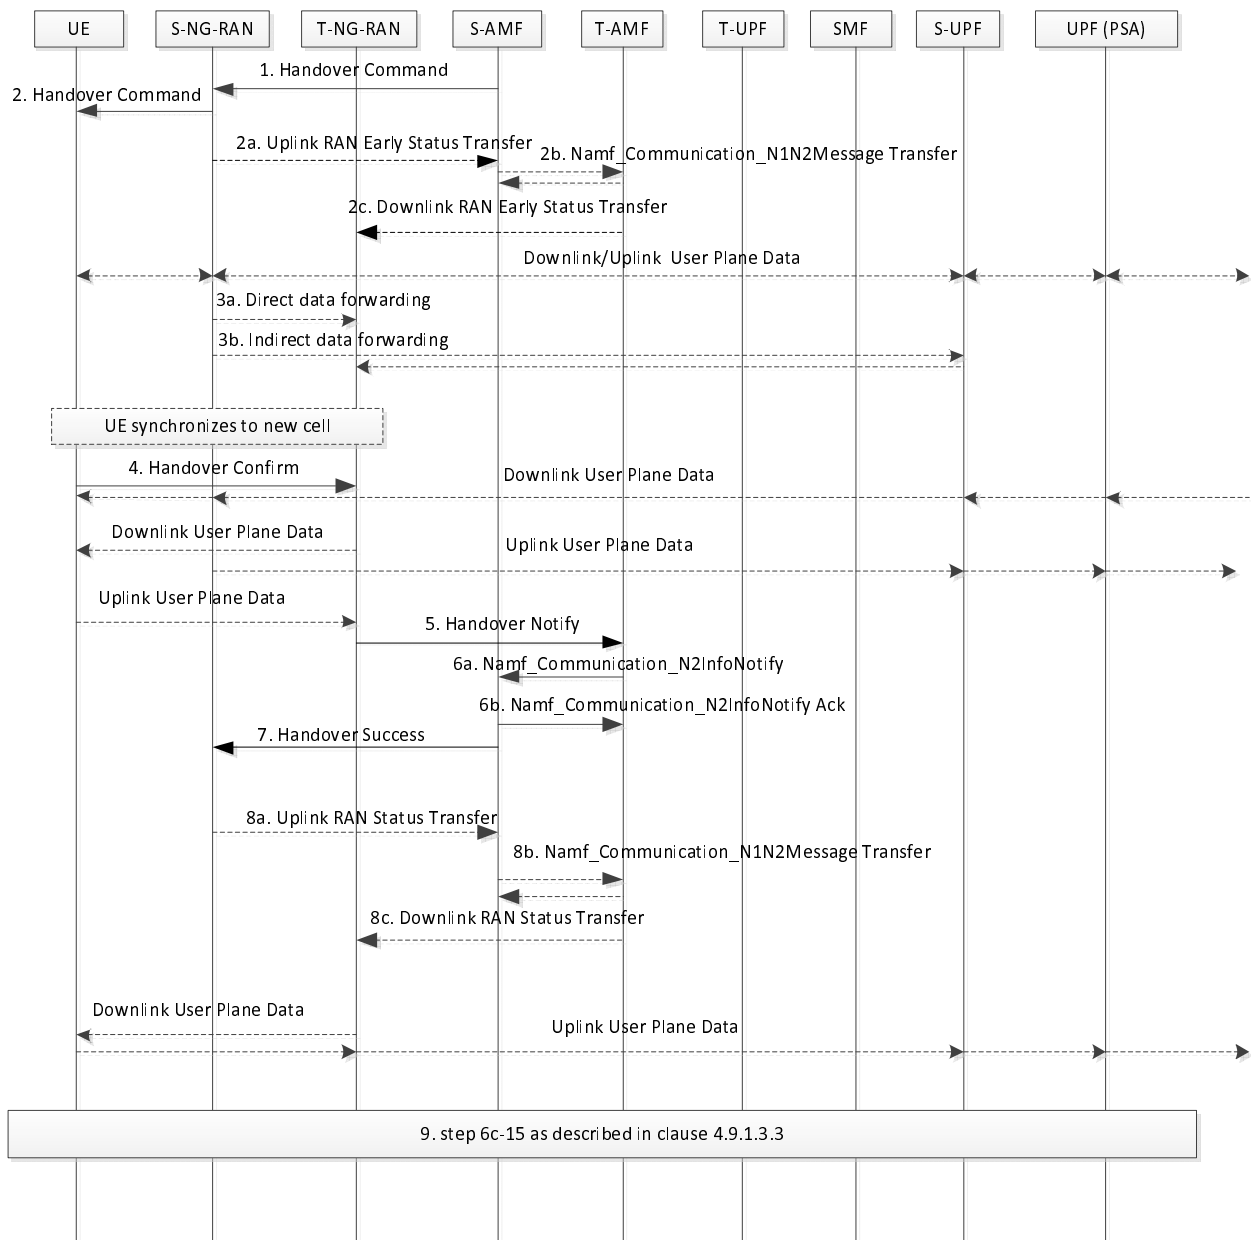 UE
S-NG-RAN
T-NG-RAN
S-AMF
T-AMF
T-UPF
SMF
S-UPF
UPF (PSA)
1. Handover Command
2. Handover Command
2a. Uplink RAN Early Status Transfer
2b. Namf_Communication_N1N2Message Transfer
2c. Downlink RAN Early Status Transfer
Downlink/Uplink User Plane Data
3a. Direct data forwarding
3b. Indirect data forwarding
UE synchronizes to new cell
4. Handover Confirm
Downlink User Plane Data
Downlink User Plane Data
Uplink User Plane Data
Uplink User Plane Data
5. Handover Notify
6a. Namf_Communication_N2InfoNotify
6b. Namf_Communication_N2InfoNotify Ack
7. Handover Success
8a. Uplink RAN Status Transfer
8b. Namf_Communication_N1N2Message Transfer
8c. Downlink RAN Status Transfer
Downlink User Plane Data
Uplink User Plane Data
9. step 6c-15 as described in clause 4.9.1.3.3